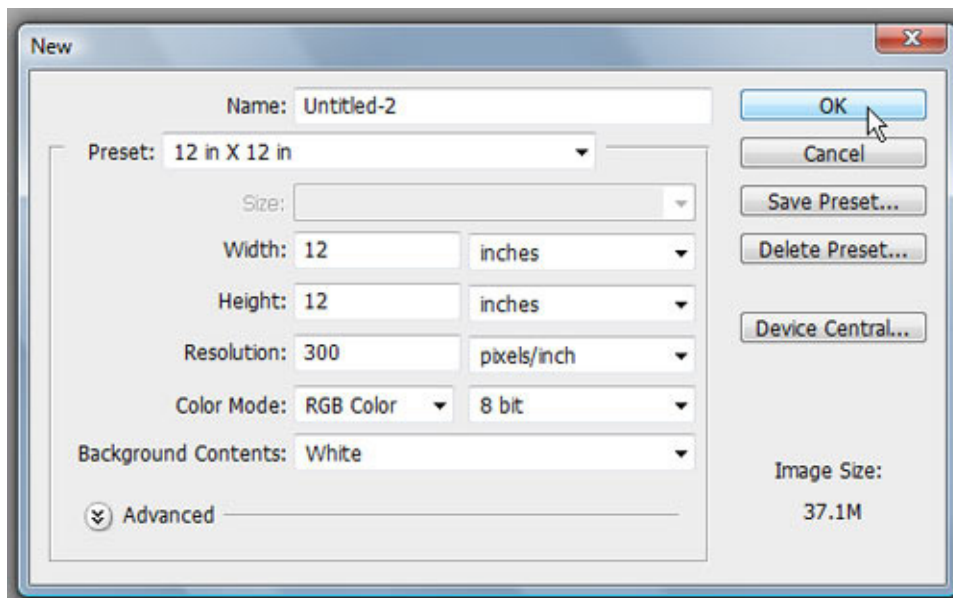 New
Name: Untitled-2
OK
Preset: 12 in X 12 in
Cancel
Size:
Save Preset...
Width: 12 inches
Delete Preset...
Height: 12 inches
Device Central...
Resolution: 300 pixels/inch
Color Mode: RGB Color 8 bit
Background Contents: White
Image Size:
37.1M
Advanced